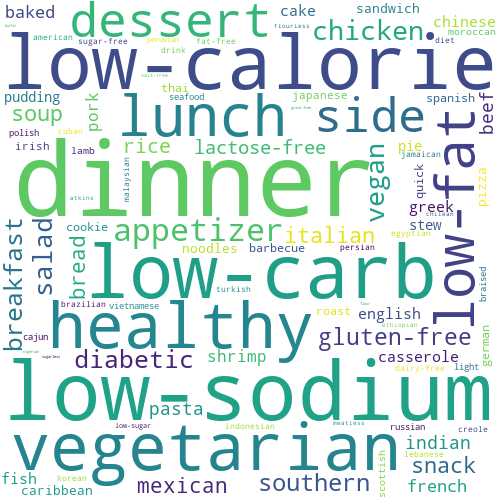 baked
dessert
cake
sandwich
chinese
american
sugar-free
peruvian
fat-free
flourless
moroccan
drink
chicken
diet
low-calorie
pudding
pork
thai
seafood
japanese
spanish
beef
soup
lunch
side
low-fat
polish
cuban
irish
lamb
rice
lactose-free
vegan
pie
jamaican
quick
pizza
malaysian
dinner
atkins
greek
chilean
stew
breakfast
salad
cookie
bread
appetizer
italian
egyptian
noodles
barbecue
persian
low-carb
turkish
braised
brazilian
vietnamese
healthy
roast
english
ethiopian
german
cajun
gluten-free
sugarless
diabetic
shrimp
casserole
dairy-free
light
low-sodium
pasta
meatless
low-sugar
indonesian
russian
creole
vegetarian
indian
lebanese
fish
korean
caribbean
mexican
southern
scottish
snack
french